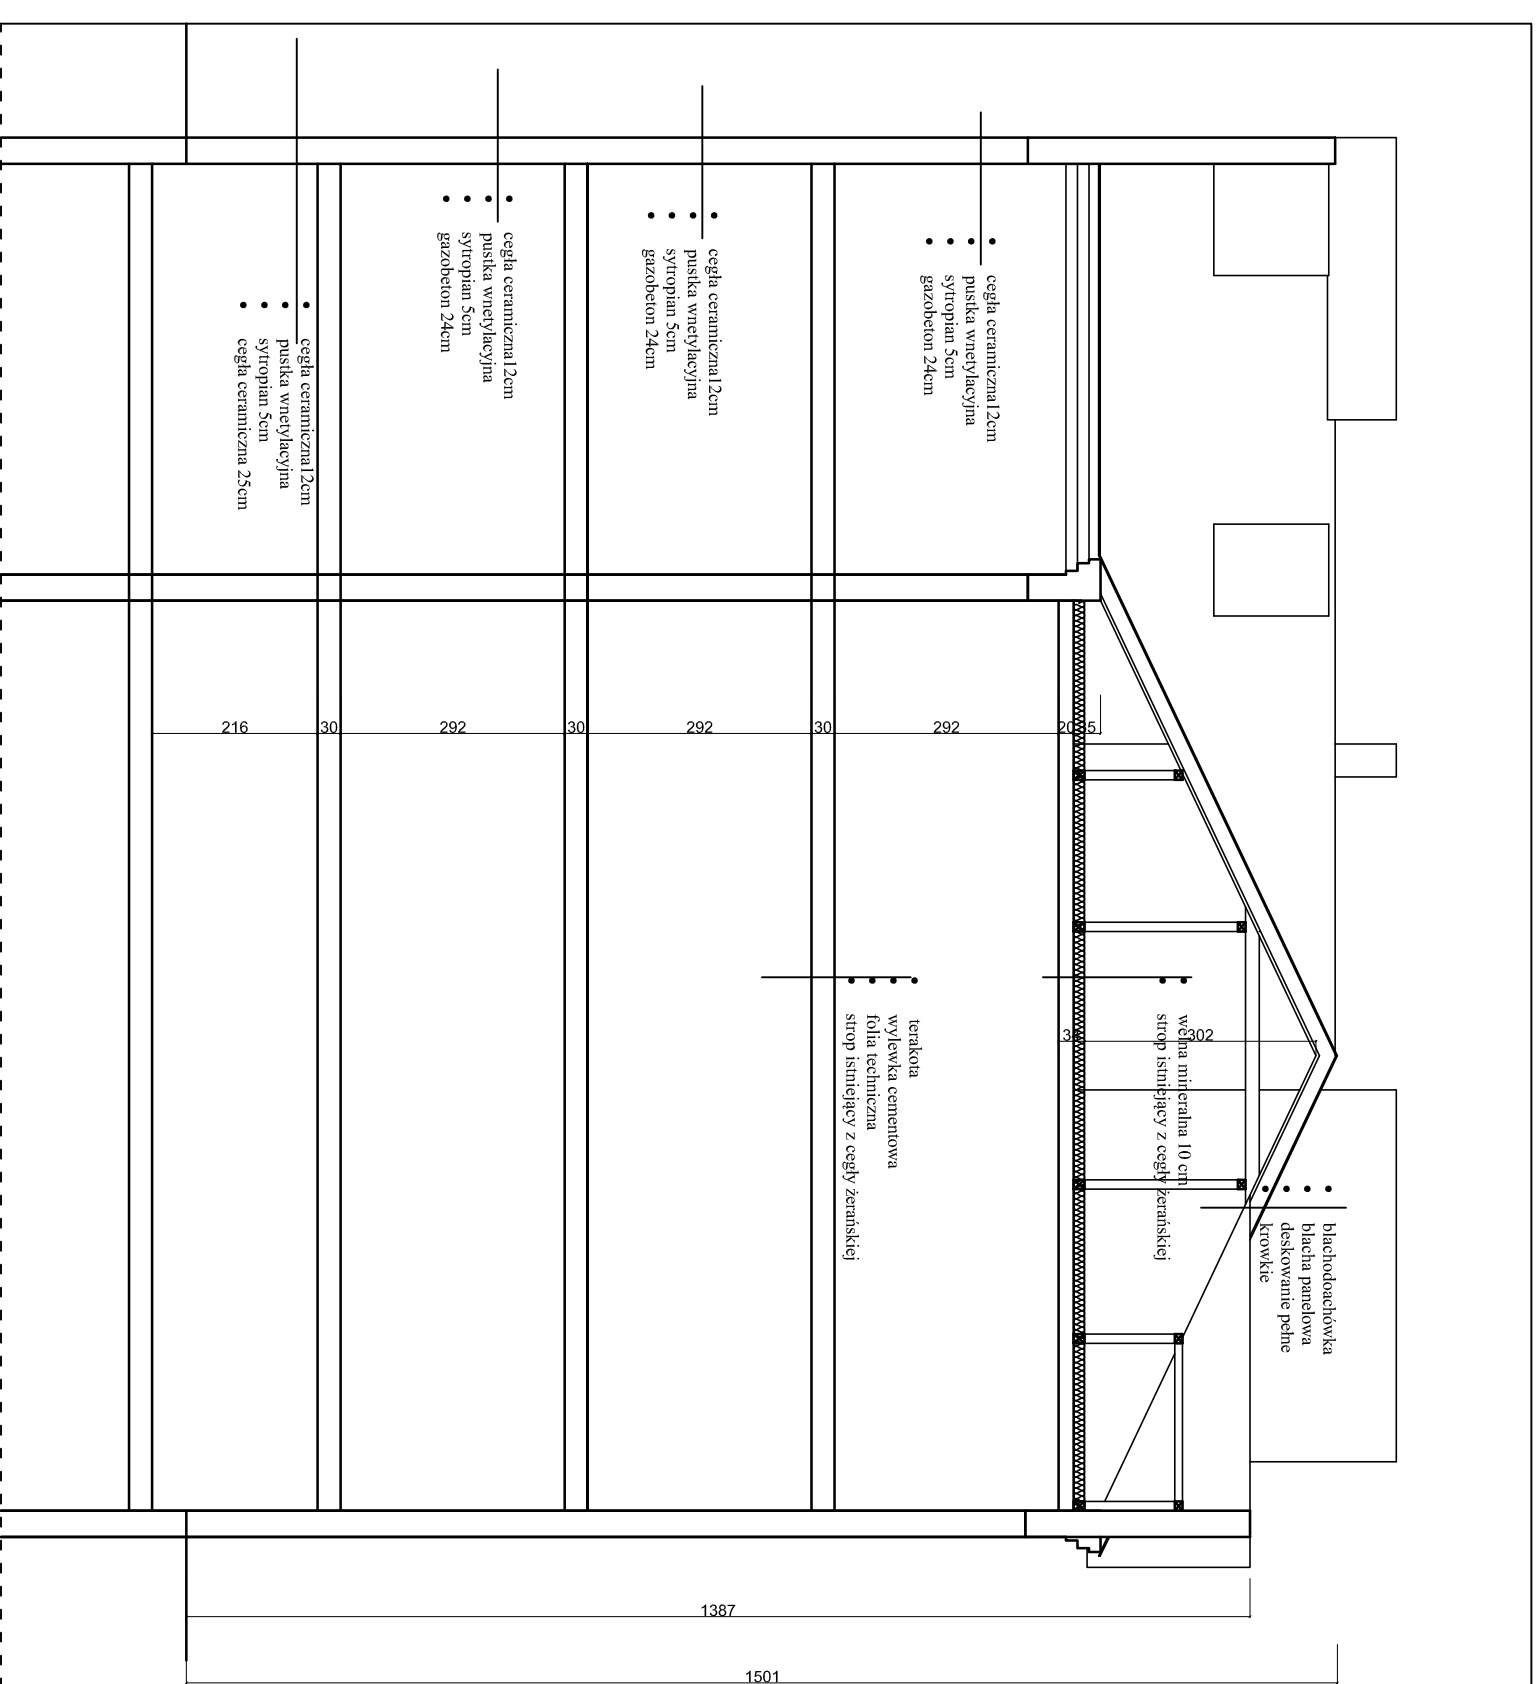 blachodoachówka
blacha panelowa
deskowanie pełne
krowkie
wełna mineralna 10 cm
strop istniejący z cegły żerańskiej
terakota
wylewka cementowa
folia techniczna
strop istniejący z cegły żerańskiej
cegła ceramiczna12cm
pustka wnetylacyjna
sytropian 5cm
gazobeton 24cm
cegła ceramiczna12cm
pustka wnetylacyjna
sytropian 5cm
gazobeton 24cm
cegła ceramiczna12cm
pustka wnetylacyjna
sytropian 5cm
gazobeton 24cm
cegła ceramiczna12cm
pustka wnetylacyjna
sytropian 5cm
cegła ceramiczna 25cm
216
30
292
30
292
30
292
20
35
302
1387
1501